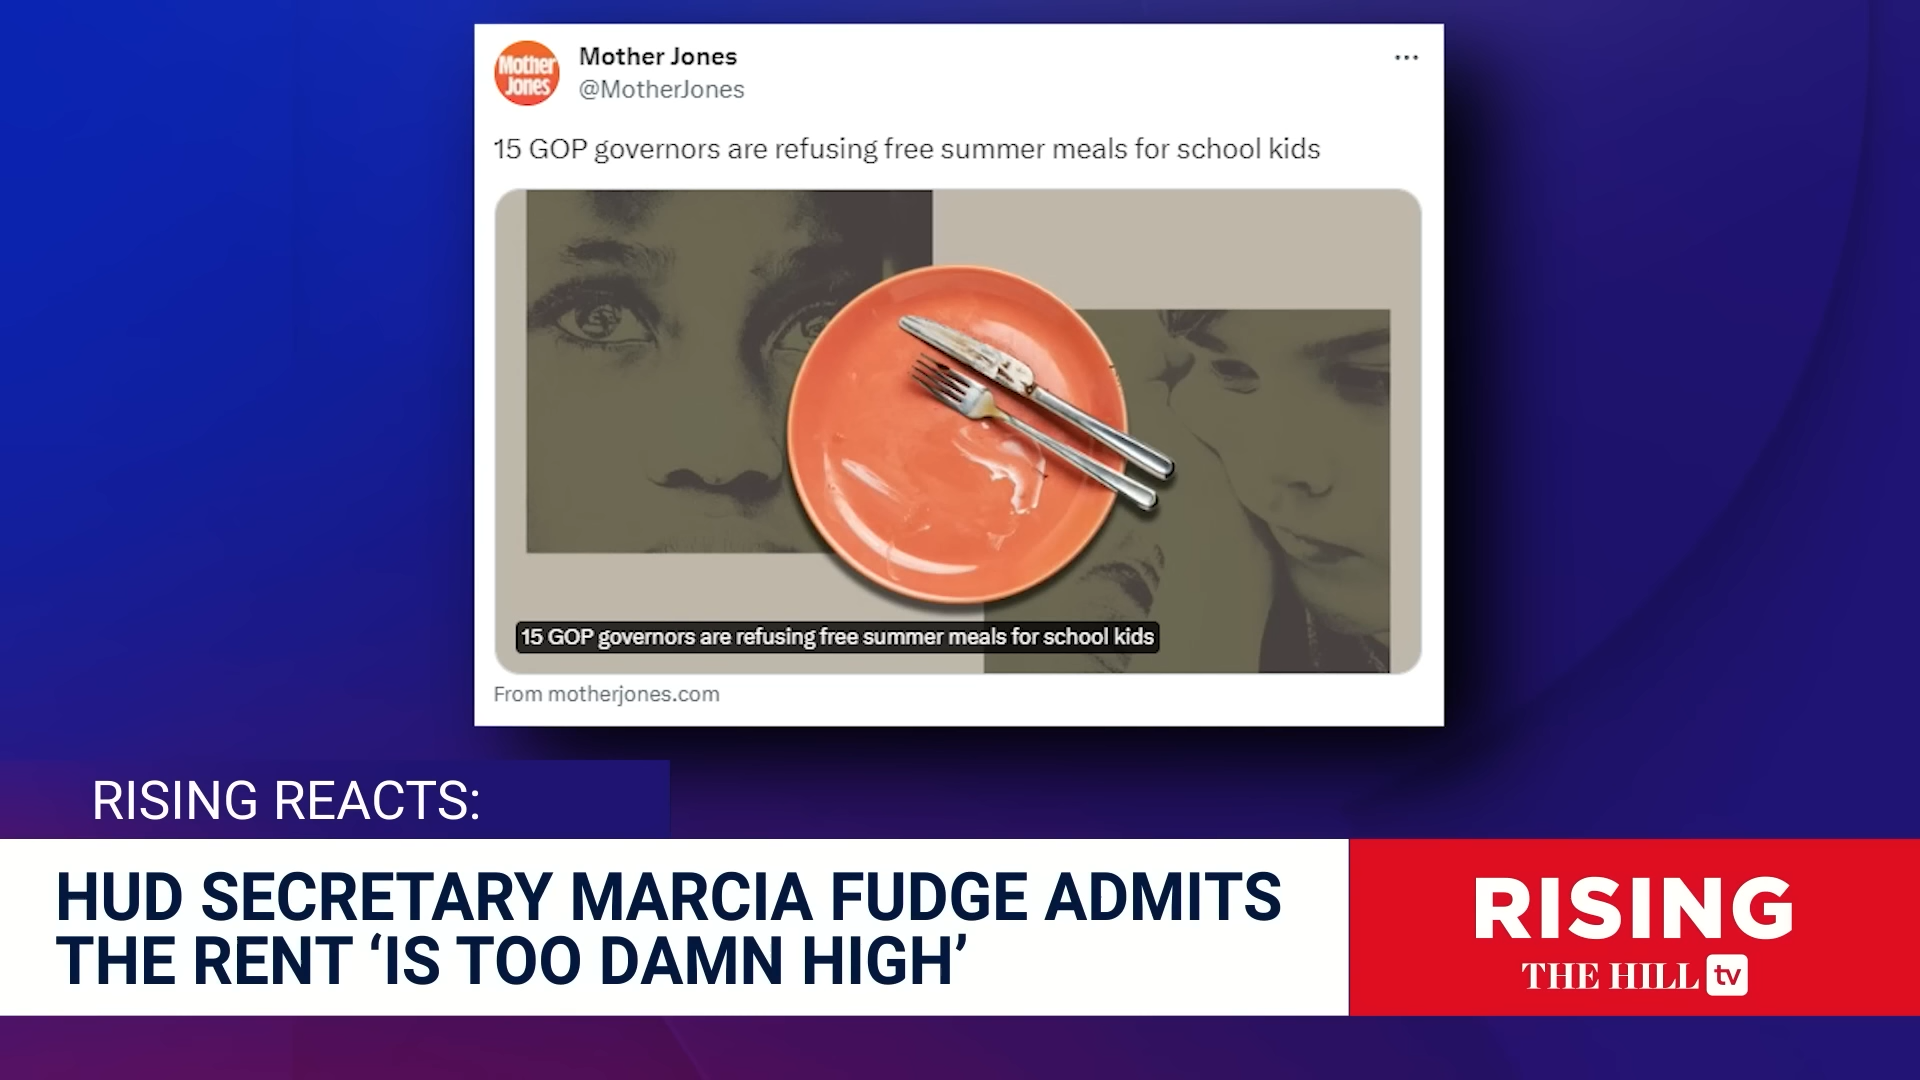 Mother Jones
Mother Jones
@MotherJones
15 GOP governors are refusing free summer meals for school kids
15 GOP governors are refusing free summer meals for school kids
From motherjones.com
RISING REACTS:
HUD SECRETARY MARCIA FUDGE ADMITS
THE RENT ‘IS TOO DAMN HIGH’
RISING
THE HILL tv